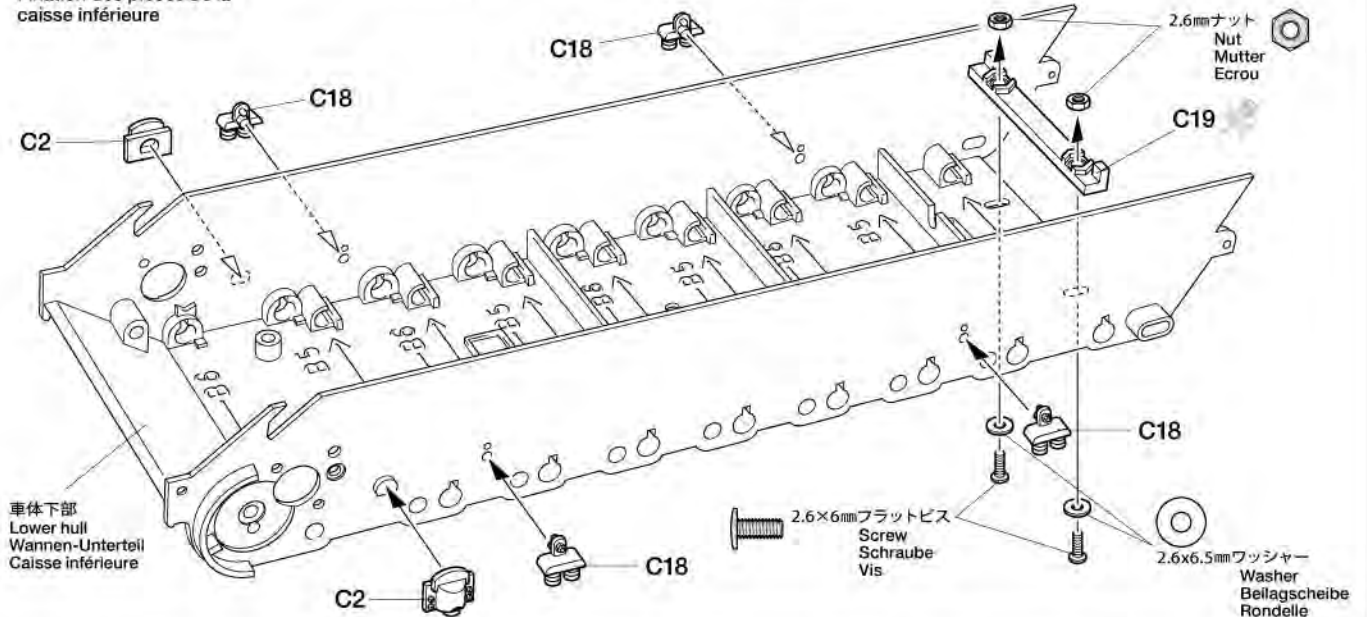 caisse inférieure
C18
2.6mmナット
Nut
Mutter
Ecrou
C18
C2
C19
B5
B6
B5
B6
B5
B6
B5
B6
C18
車体下部
Lower hull
Wannen-Unterteil
Caisse inférieure
2.6×6mmフラットビス
Screw
Schraube
Vis
C18
C2
2.6x6.5mmワッシャー
Washer
Beilagscheibe
Rondelle